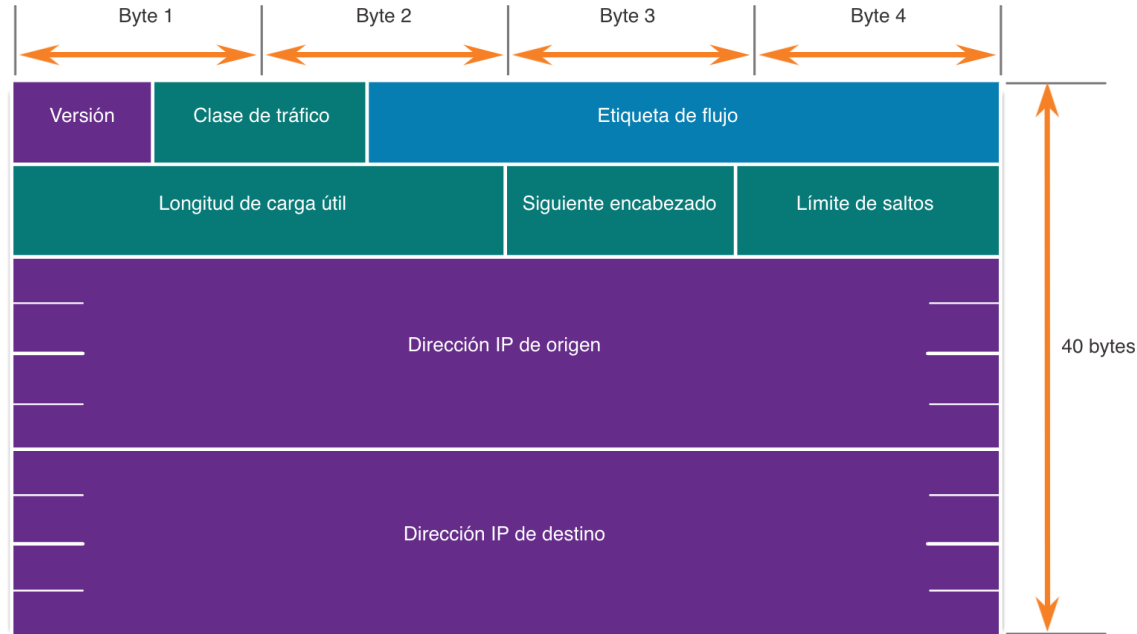 Byte 1
Byte 2
Byte 3
Byte 4
Versión
Clase de tráfico
Etiqueta de flujo
Longitud de carga útil
Siguiente encabezado
Límite de saltos
Dirección IP de origen
40 bytes
Dirección IP de destino